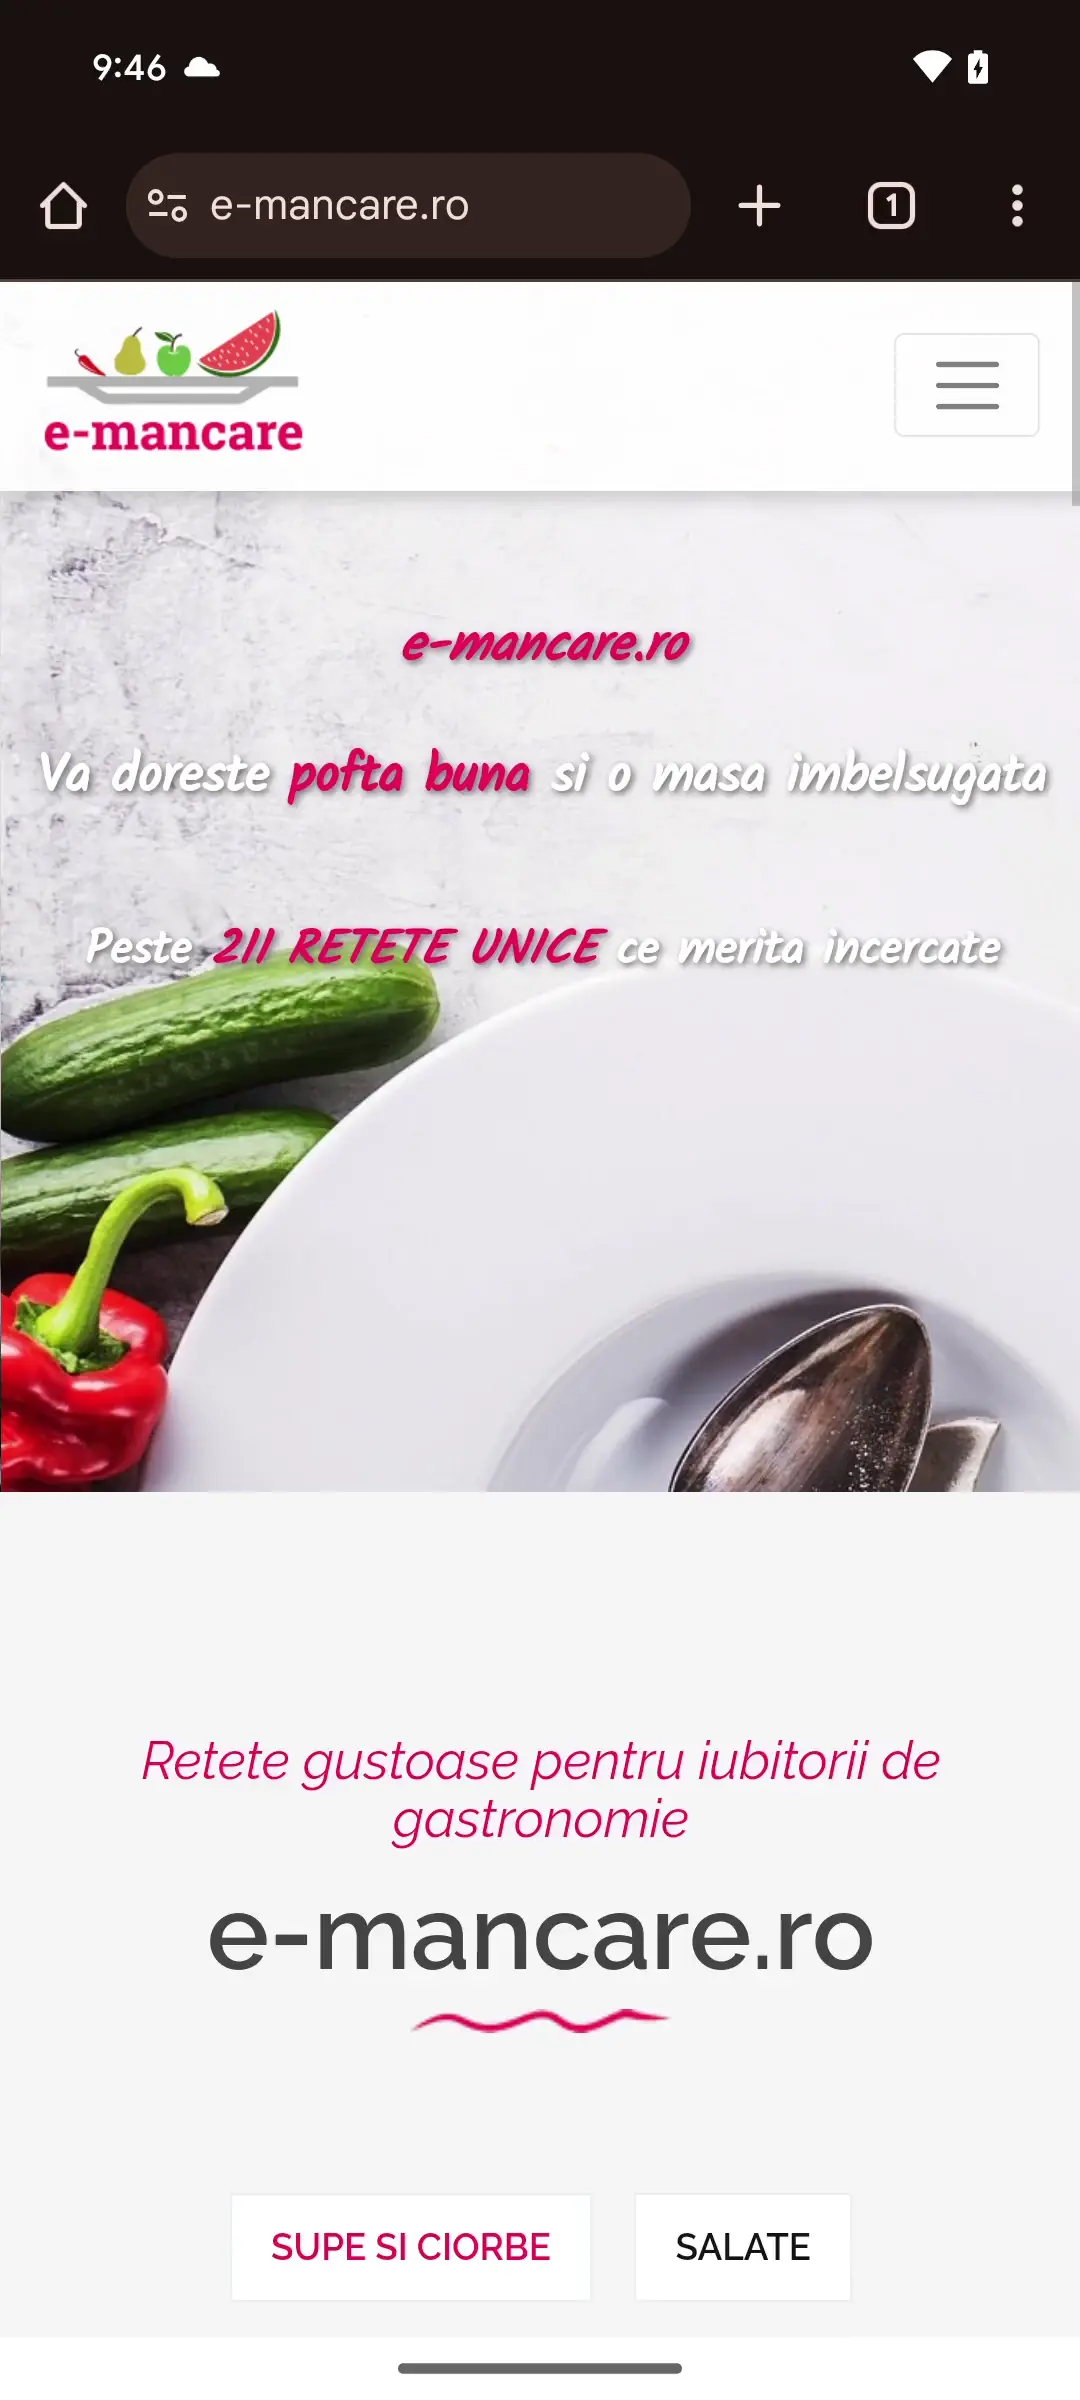 9:46
e-mancare.ro
1
e-mancare
e-mancare.ro
Va doreste pofta buna si o masa imbelsugata
Peste 211 RETETE UNICE ce merita incercate
Retete gustoase pentru iubitorii de
gastronomie
e-mancare.ro
SUPE SI CIORBE
SALATE